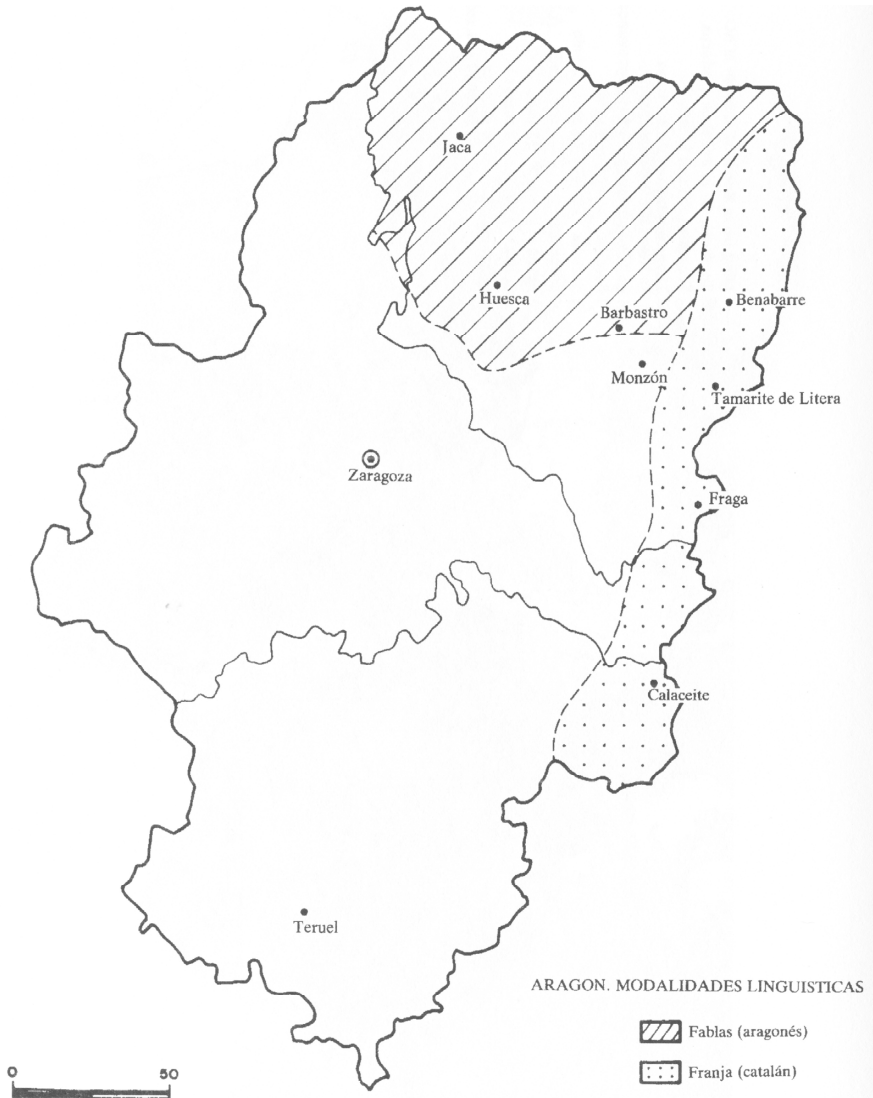 Jaca
Huesca
Barbastro
Benabarre
Monzón
Tamarite de Litera
Zaragoza
Fraga
Calaceite
Teruel
ARAGON. MODALIDADES LINGUISTICAS
Fablas (aragonés)
Franja (catalán)
0 50